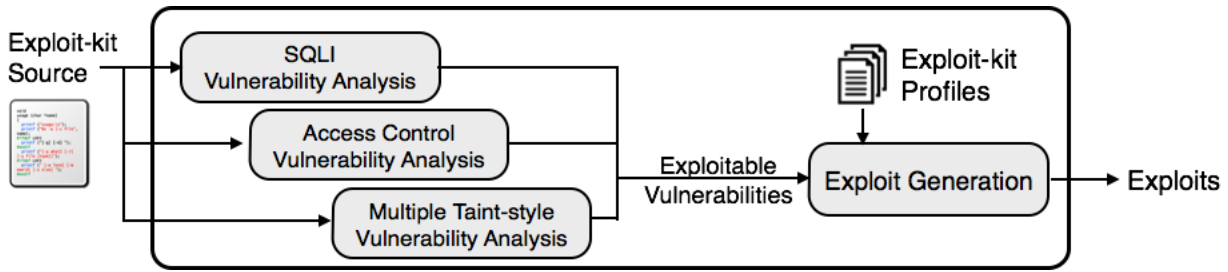 Exploit-kit
Source
SQLI
Vulnerability Analysis
Access Control
Vulnerability Analysis
Multiple Taint-style
Vulnerability Analysis
Exploitable
Vulnerabilities
Exploit-kit
Profiles
Exploit Generation
Exploits